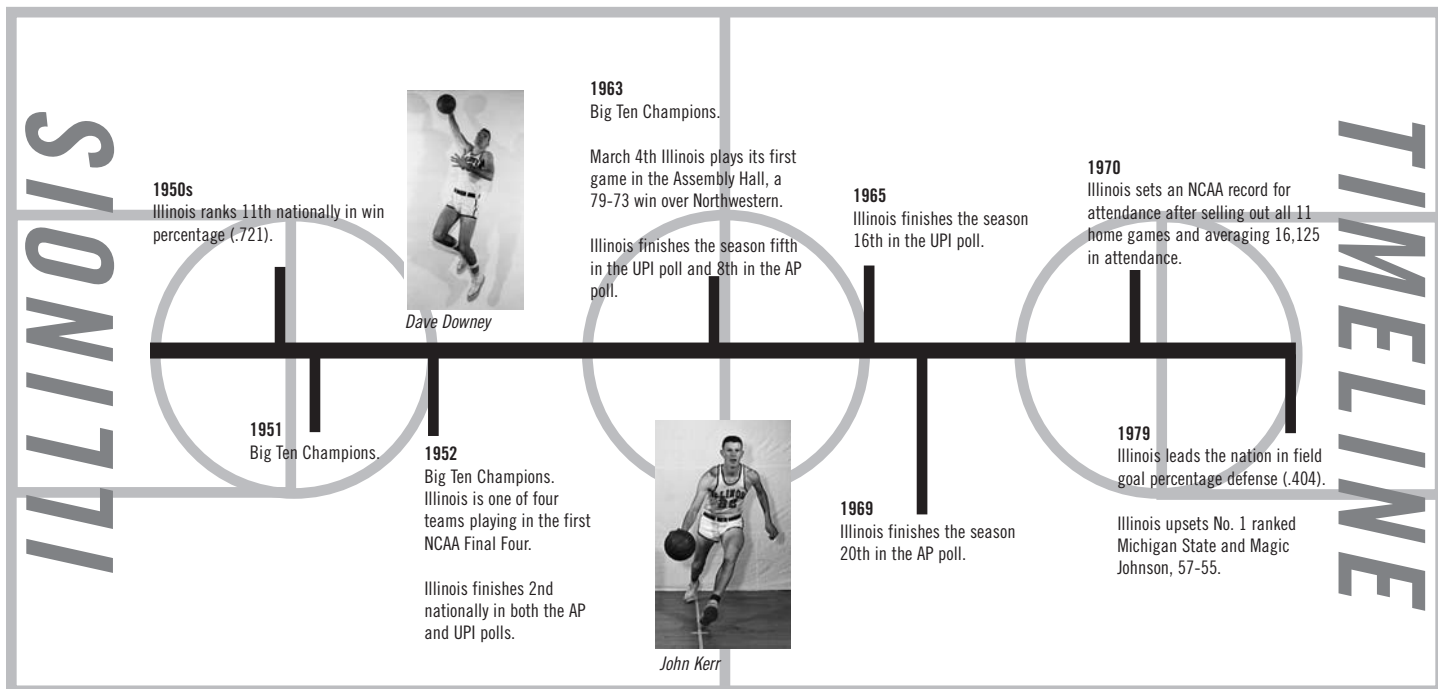 ILLINOIS
1950s
Illinois ranks 11th nationally in win
percentage (.721).
Dave Downey
1963
Big Ten Champions.
March 4th Illinois plays its first
game in the Assembly Hall, a
79-73 win over Northwestern.
Illinois finishes the season fifth
in the UPI poll and 8th in the AP
poll.
1965
Illinois finishes the season
16th in the UPI poll.
1970
Illinois sets an NCAA record for
attendance after selling out all 11
home games and averaging 16,125
in attendance.
1951
Big Ten Champions.
1952
Big Ten Champions.
Illinois is one of four
teams playing in the first
NCAA Final Four.
Illinois finishes 2nd
nationally in both the AP
and UPI polls.
ILLINOIS
John Kerr
1969
Illinois finishes the season
20th in the AP poll.
1979
Illinois leads the nation in field
goal percentage defense (.404).
Illinois upsets No. 1 ranked
Michigan State and Magic
Johnson, 57-55.
TIMELINE